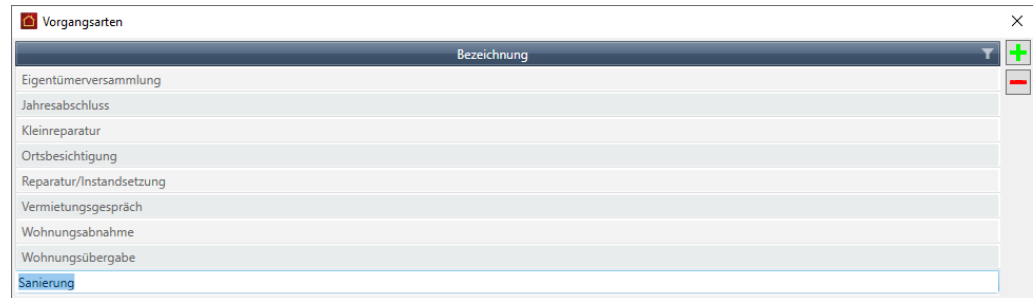 Vorgangsarten
Bezeichnung
Eigentümerversammlung
Jahresabschluss
Kleinreparatur
Ortsbesichtigung
Reparatur/Instandsetzung
Vermietungsgespräch
Wohnungsabnahme
Wohnungsübergabe
Sanierung